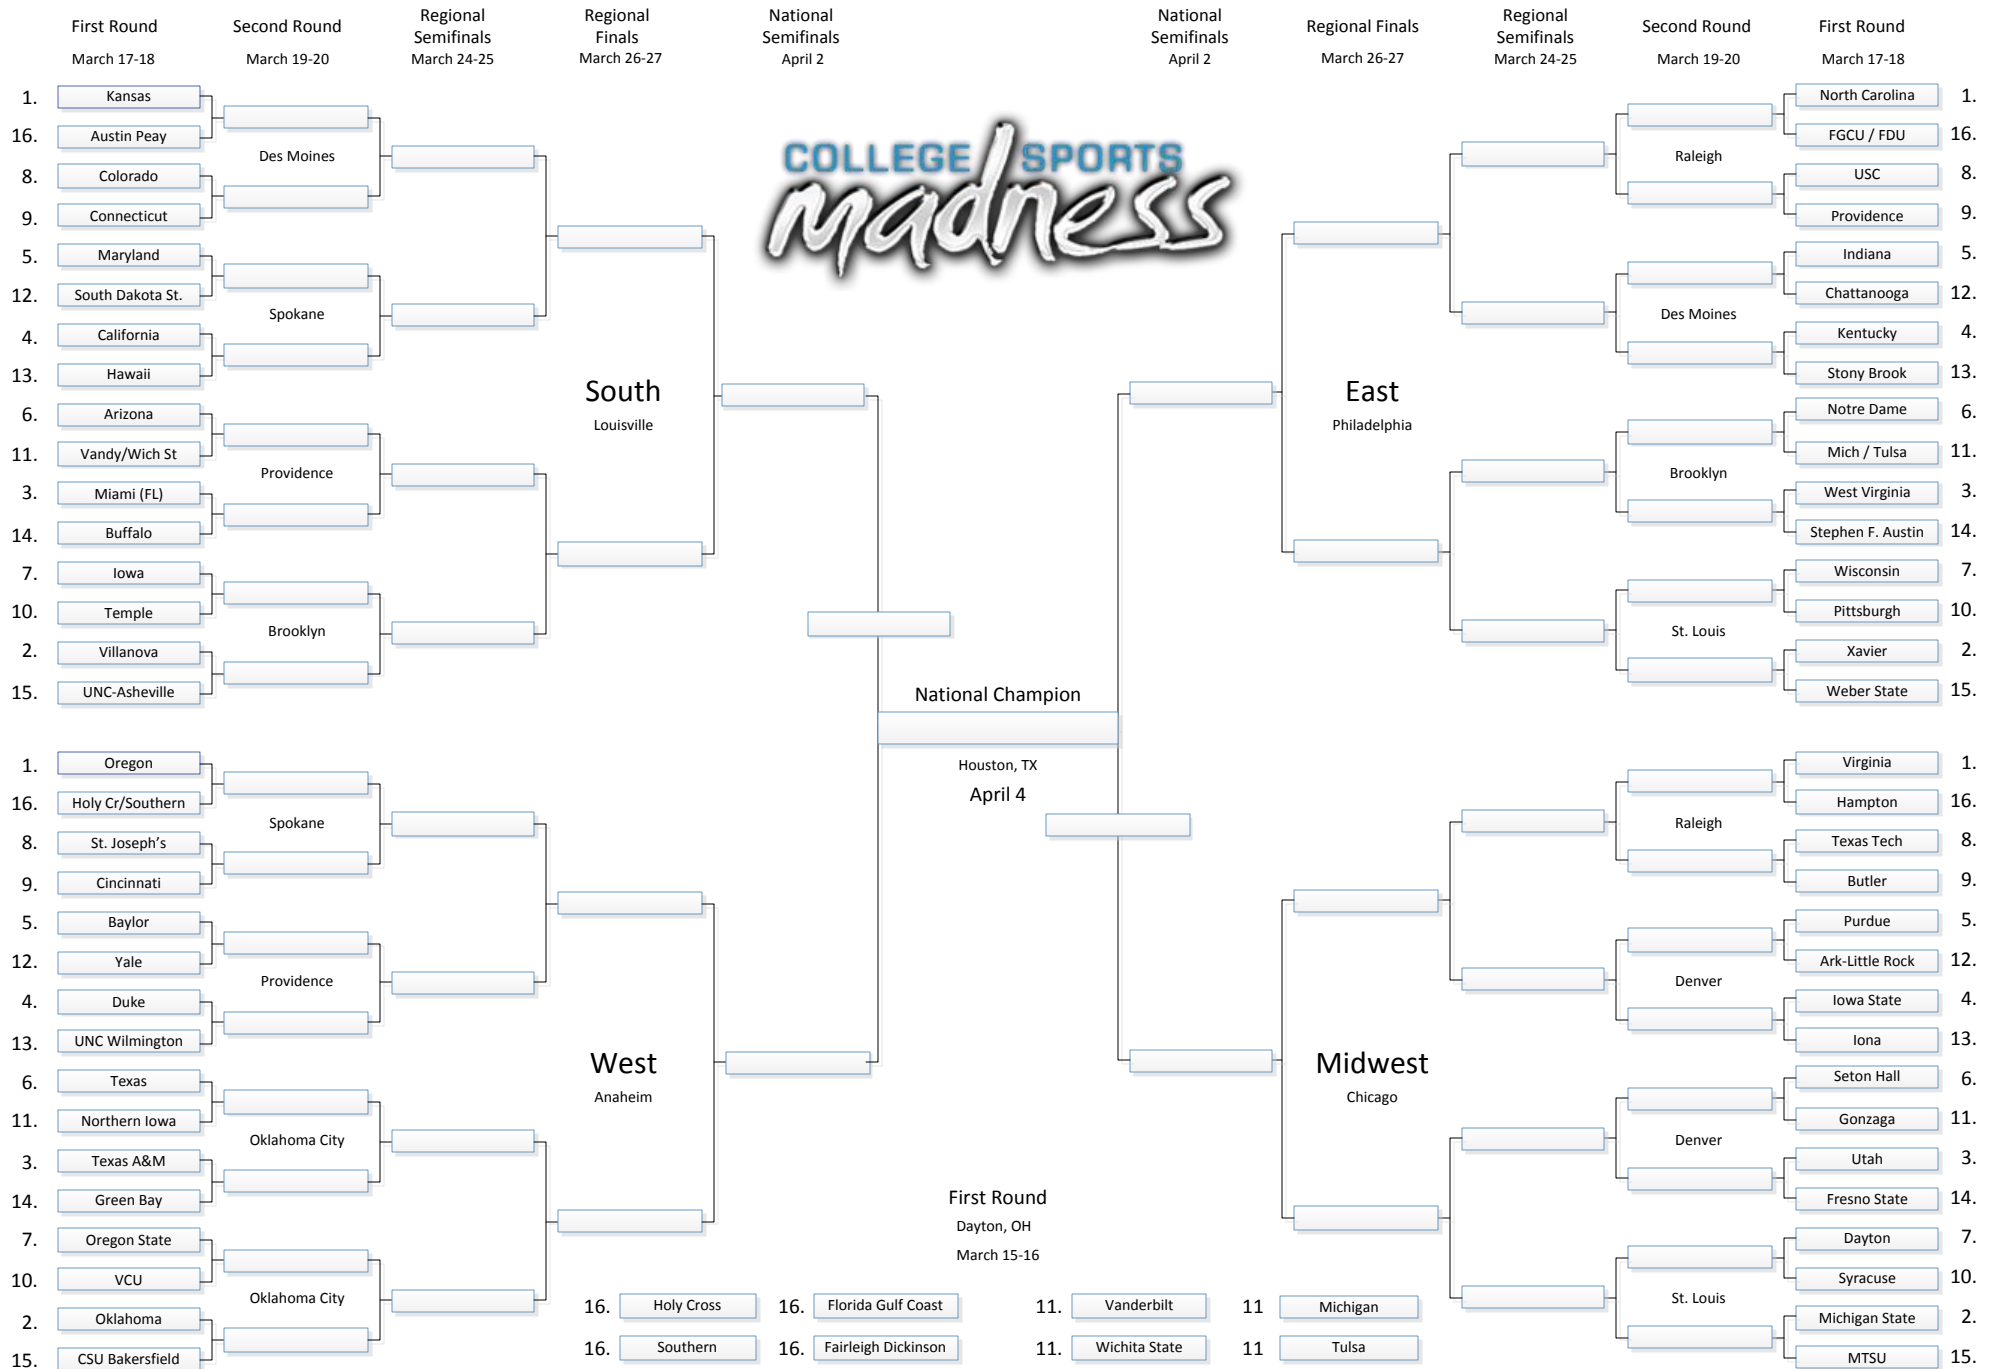 First Round
Second Round
Regional
Semifinals
Regional
Finals
National
Semifinals
National
Semifinals
Regional Finals
Regional
Semifinals
Second Round
First Round
March 17-18
March 19-20
March 24-25
March 26-27
April 2
April 2
March 26-27
March 24-25
March 19-20
March 17-18
COLLEGE SPORTS
madness
1. Kansas
16. Austin Peay
Des Moines
8. Colorado
9. Connecticut
5. Maryland
12. South Dakota St.
Spokane
4. California
13. Hawaii
South
Louisville
6. Arizona
11. Vandy/Wich St
Providence
3. Miami (FL)
14. Buffalo
7. Iowa
10. Temple
Brooklyn
2. Villanova
15. UNC-Asheville
1. Oregon
16. Holy Cr/Southern
Spokane
8. St. Joseph’s
9. Cincinnati
5. Baylor
12. Yale
Providence
4. Duke
13. UNC Wilmington
West
Anaheim
6. Texas
11. Northern Iowa
Oklahoma City
3. Texas A&M
14. Green Bay
7. Oregon State
10. VCU
Oklahoma City
2. Oklahoma
15. CSU Bakersfield
National Champion
Houston, TX
April 4
North Carolina 1.
FGCU / FDU 16.
Raleigh
USC 8.
Providence 9.
Indiana 5.
Chattanooga 12.
Des Moines
Kentucky 4.
Stony Brook 13.
East
Philadelphia
Notre Dame 6.
Mich / Tulsa 11.
Brooklyn
West Virginia 3.
Stephen F. Austin 14.
Wisconsin 7.
Pittsburgh 10.
St. Louis
Xavier 2.
Weber State 15.
Virginia 1.
Hampton 16.
Raleigh
Texas Tech 8.
Butler 9.
Purdue 5.
Ark-Little Rock 12.
Denver
Iowa State 4.
Iona 13.
Midwest
Chicago
Seton Hall 6.
Gonzaga 11.
Denver
Utah 3.
Fresno State 14.
Dayton 7.
Syracuse 10.
St. Louis
Michigan State 2.
MTSU 15.
First Round
Dayton, OH
March 15-16
16. Holy Cross
16. Florida Gulf Coast
11. Vanderbilt
11 Michigan
16. Southern
16. Fairleigh Dickinson
11. Wichita State
11 Tulsa